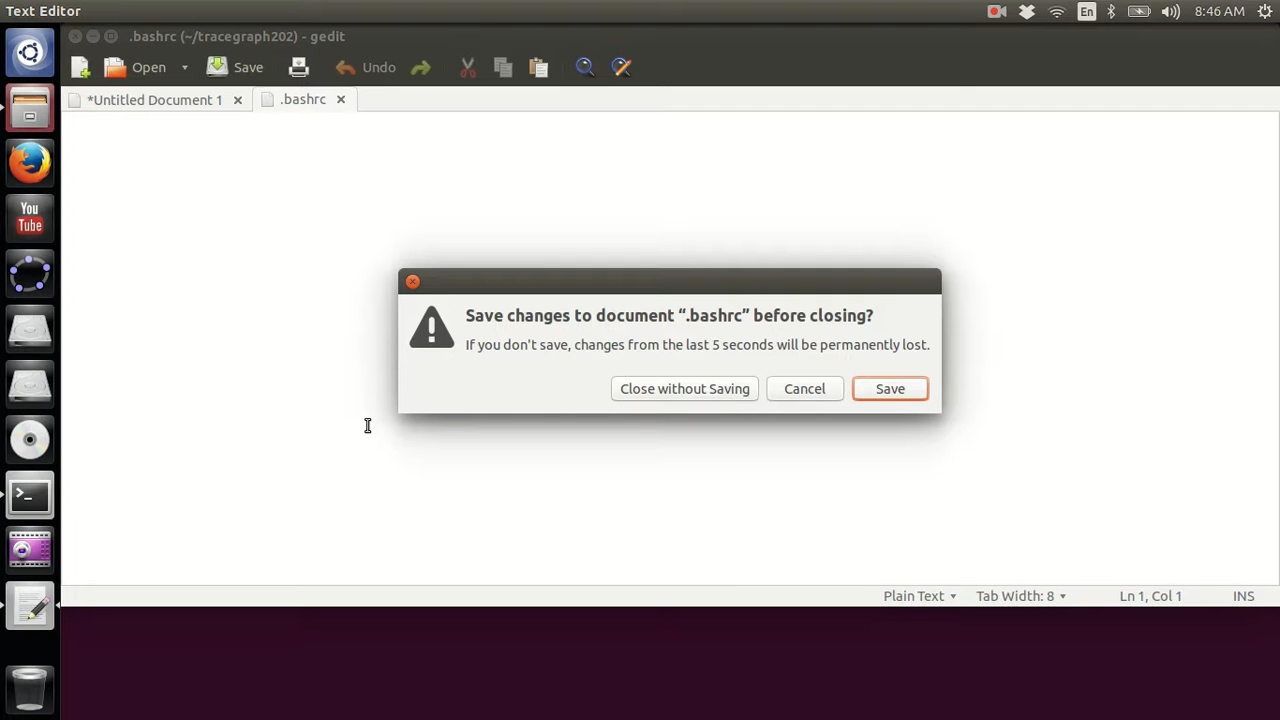 Text Editor
En
8:46 AM
.bashrc (~/tracegraph202) - gedit
Open
Save
Undo
*Untitled Document 1
.bashrc
Save changes to document “.bashrc” before closing?
If you don't save, changes from the last 5 seconds will be permanently lost.
Close without Saving
Cancel
Save
You
Tube
>_
Plain Text
Tab Width: 8
Ln 1, Col 1
INS